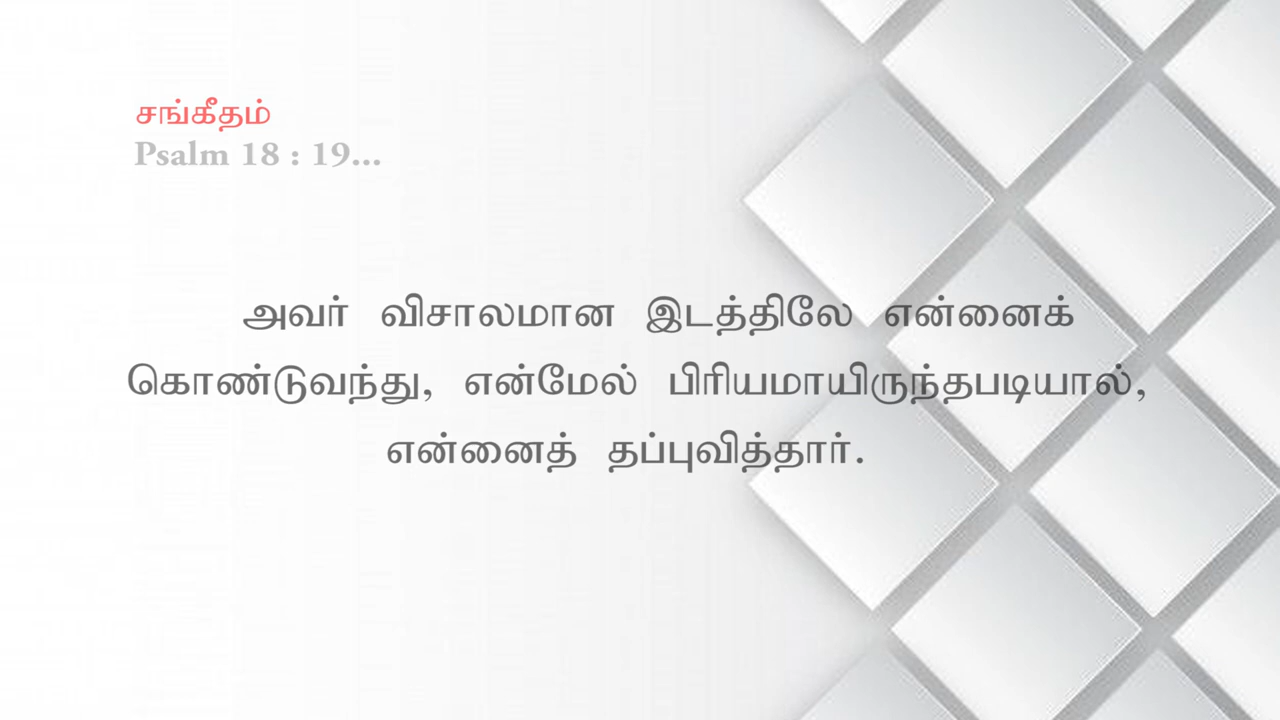 சங்கீதம்
Psalm 18 : 19...
அவர் விசாலமான இடத்திலே என்னைக்
கொண்டுவந்து, என்மேல் பிரியமாயிருந்தபடியால்,
என்னைத் தப்புவித்தார்.